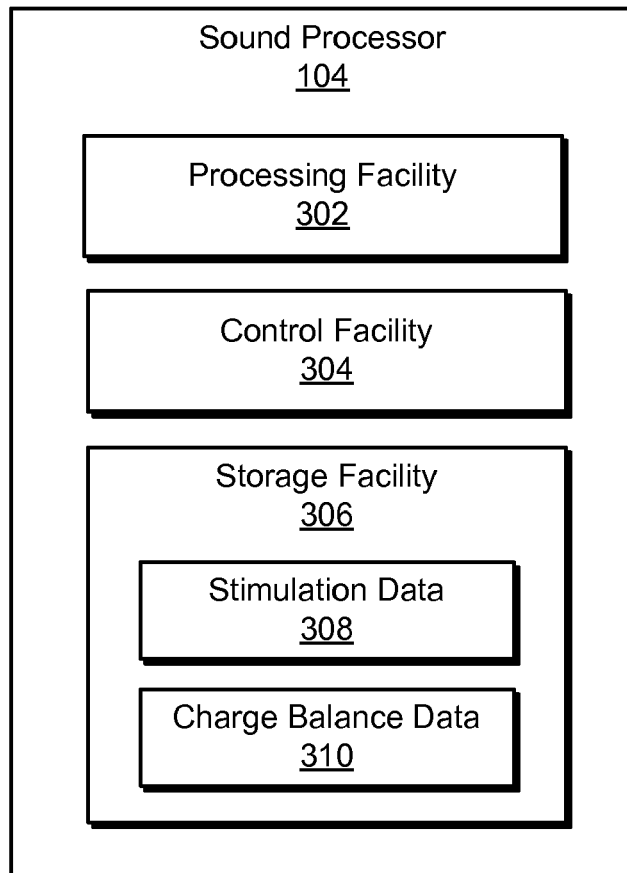 Sound Processor
104
Processing Facility
302
Control Facility
304
Storage Facility
306
Stimulation Data
308
Charge Balance Data
310